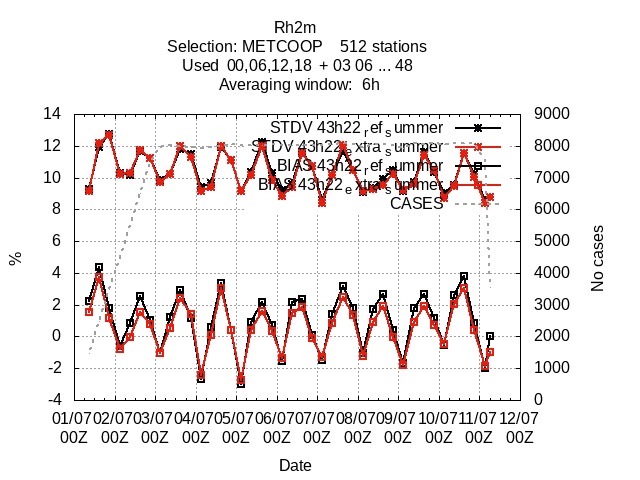 Rh2m
Selection: METCOOP 512 stations
Used 00,06,12,18 + 03 06 ... 48
Averaging window: 6h
14
12
10
8
6
4
2
0
-2
-4
%
9000
8000
7000
6000
5000
4000
3000
2000
1000
0
No cases
STDV 43h22_ref_summer
STDV 43h22_extra_summer
BIAS 43h22_ref_summer
BIAS 43h22_extra_summer
CASES
01/07 02/07 03/07 04/07 05/07 06/07 07/07 08/07 09/07 10/07 11/07 12/07
00Z 00Z 00Z 00Z 00Z 00Z 00Z 00Z 00Z 00Z 00Z 00Z
Date